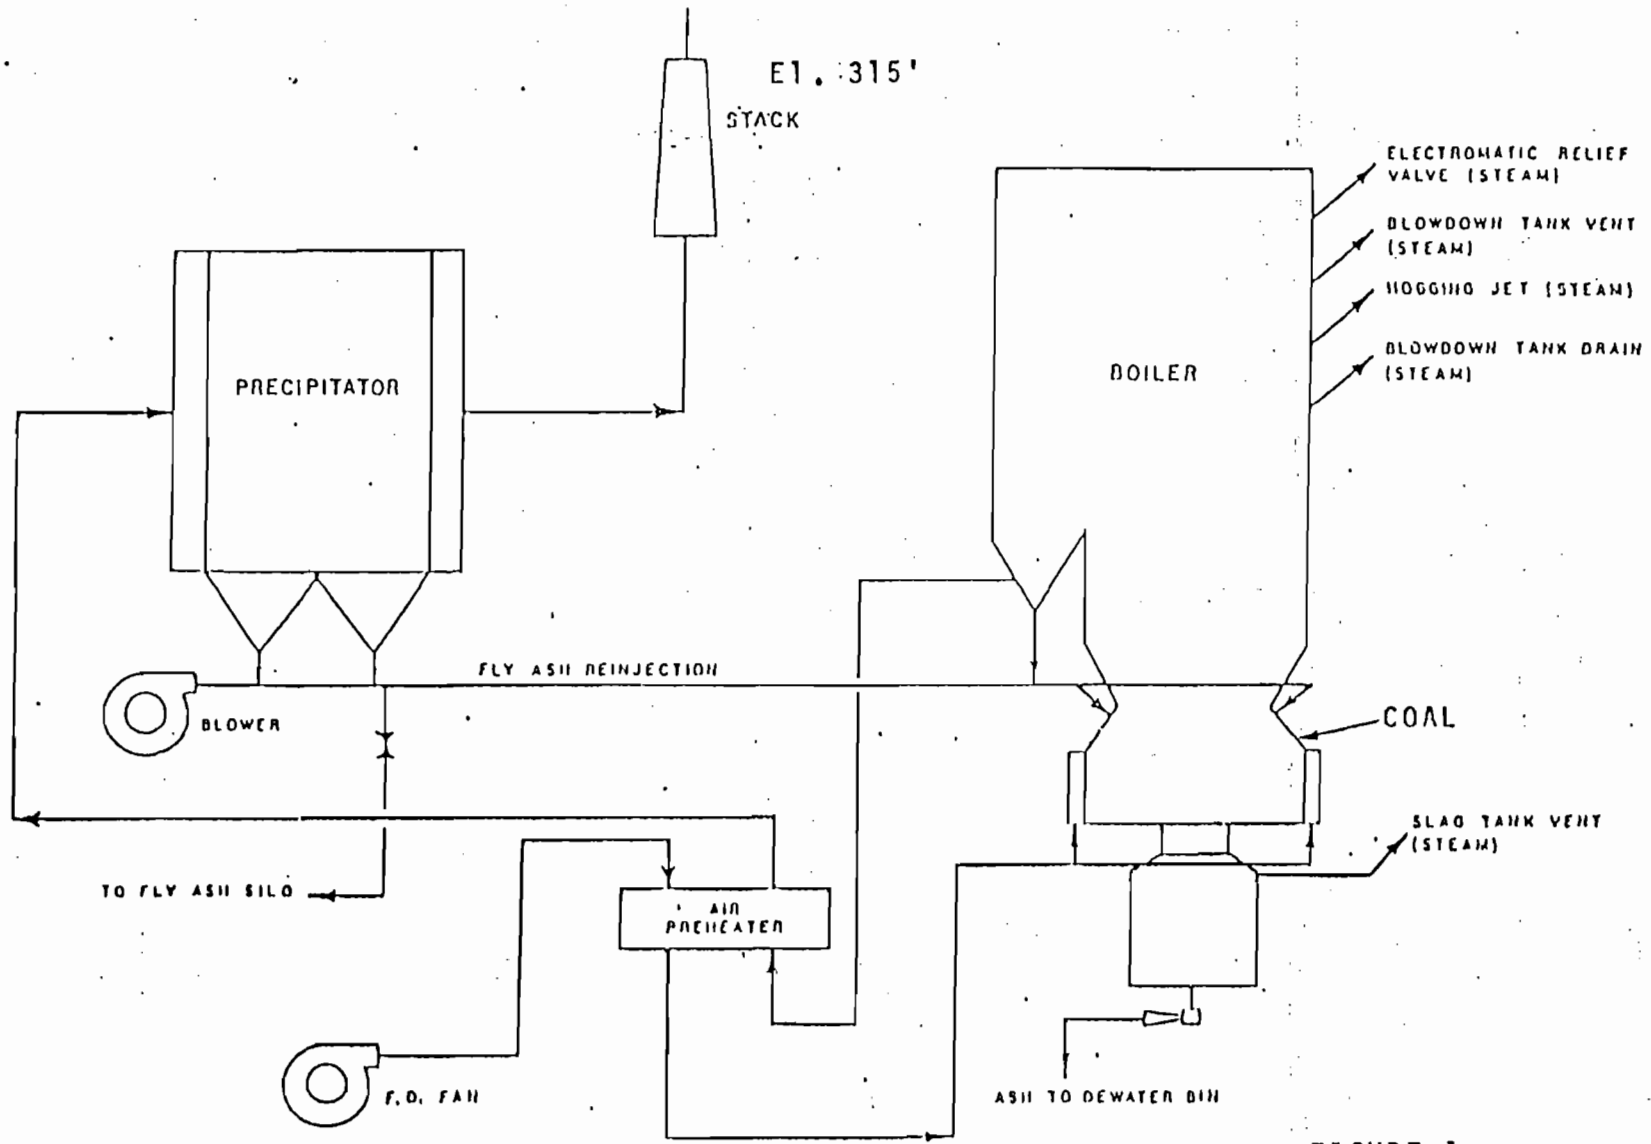 El. 315'
STACK
ELECTROMATIC RELIEF
VALVE (STEAM)
BLOWDOWN TANK VENT
(STEAM)
HOGGING JET (STEAM)
BLOWDOWN TANK DRAIN
(STEAM)
PRECIPITATOR
BOILER
FLY ASH REINJECTION
BLOWER
COAL
SLAG TANK VENT
(STEAM)
TO FLY ASH SILO
AIR
PREHEATER
F.D. FAN
ASH TO DEWATER BIN